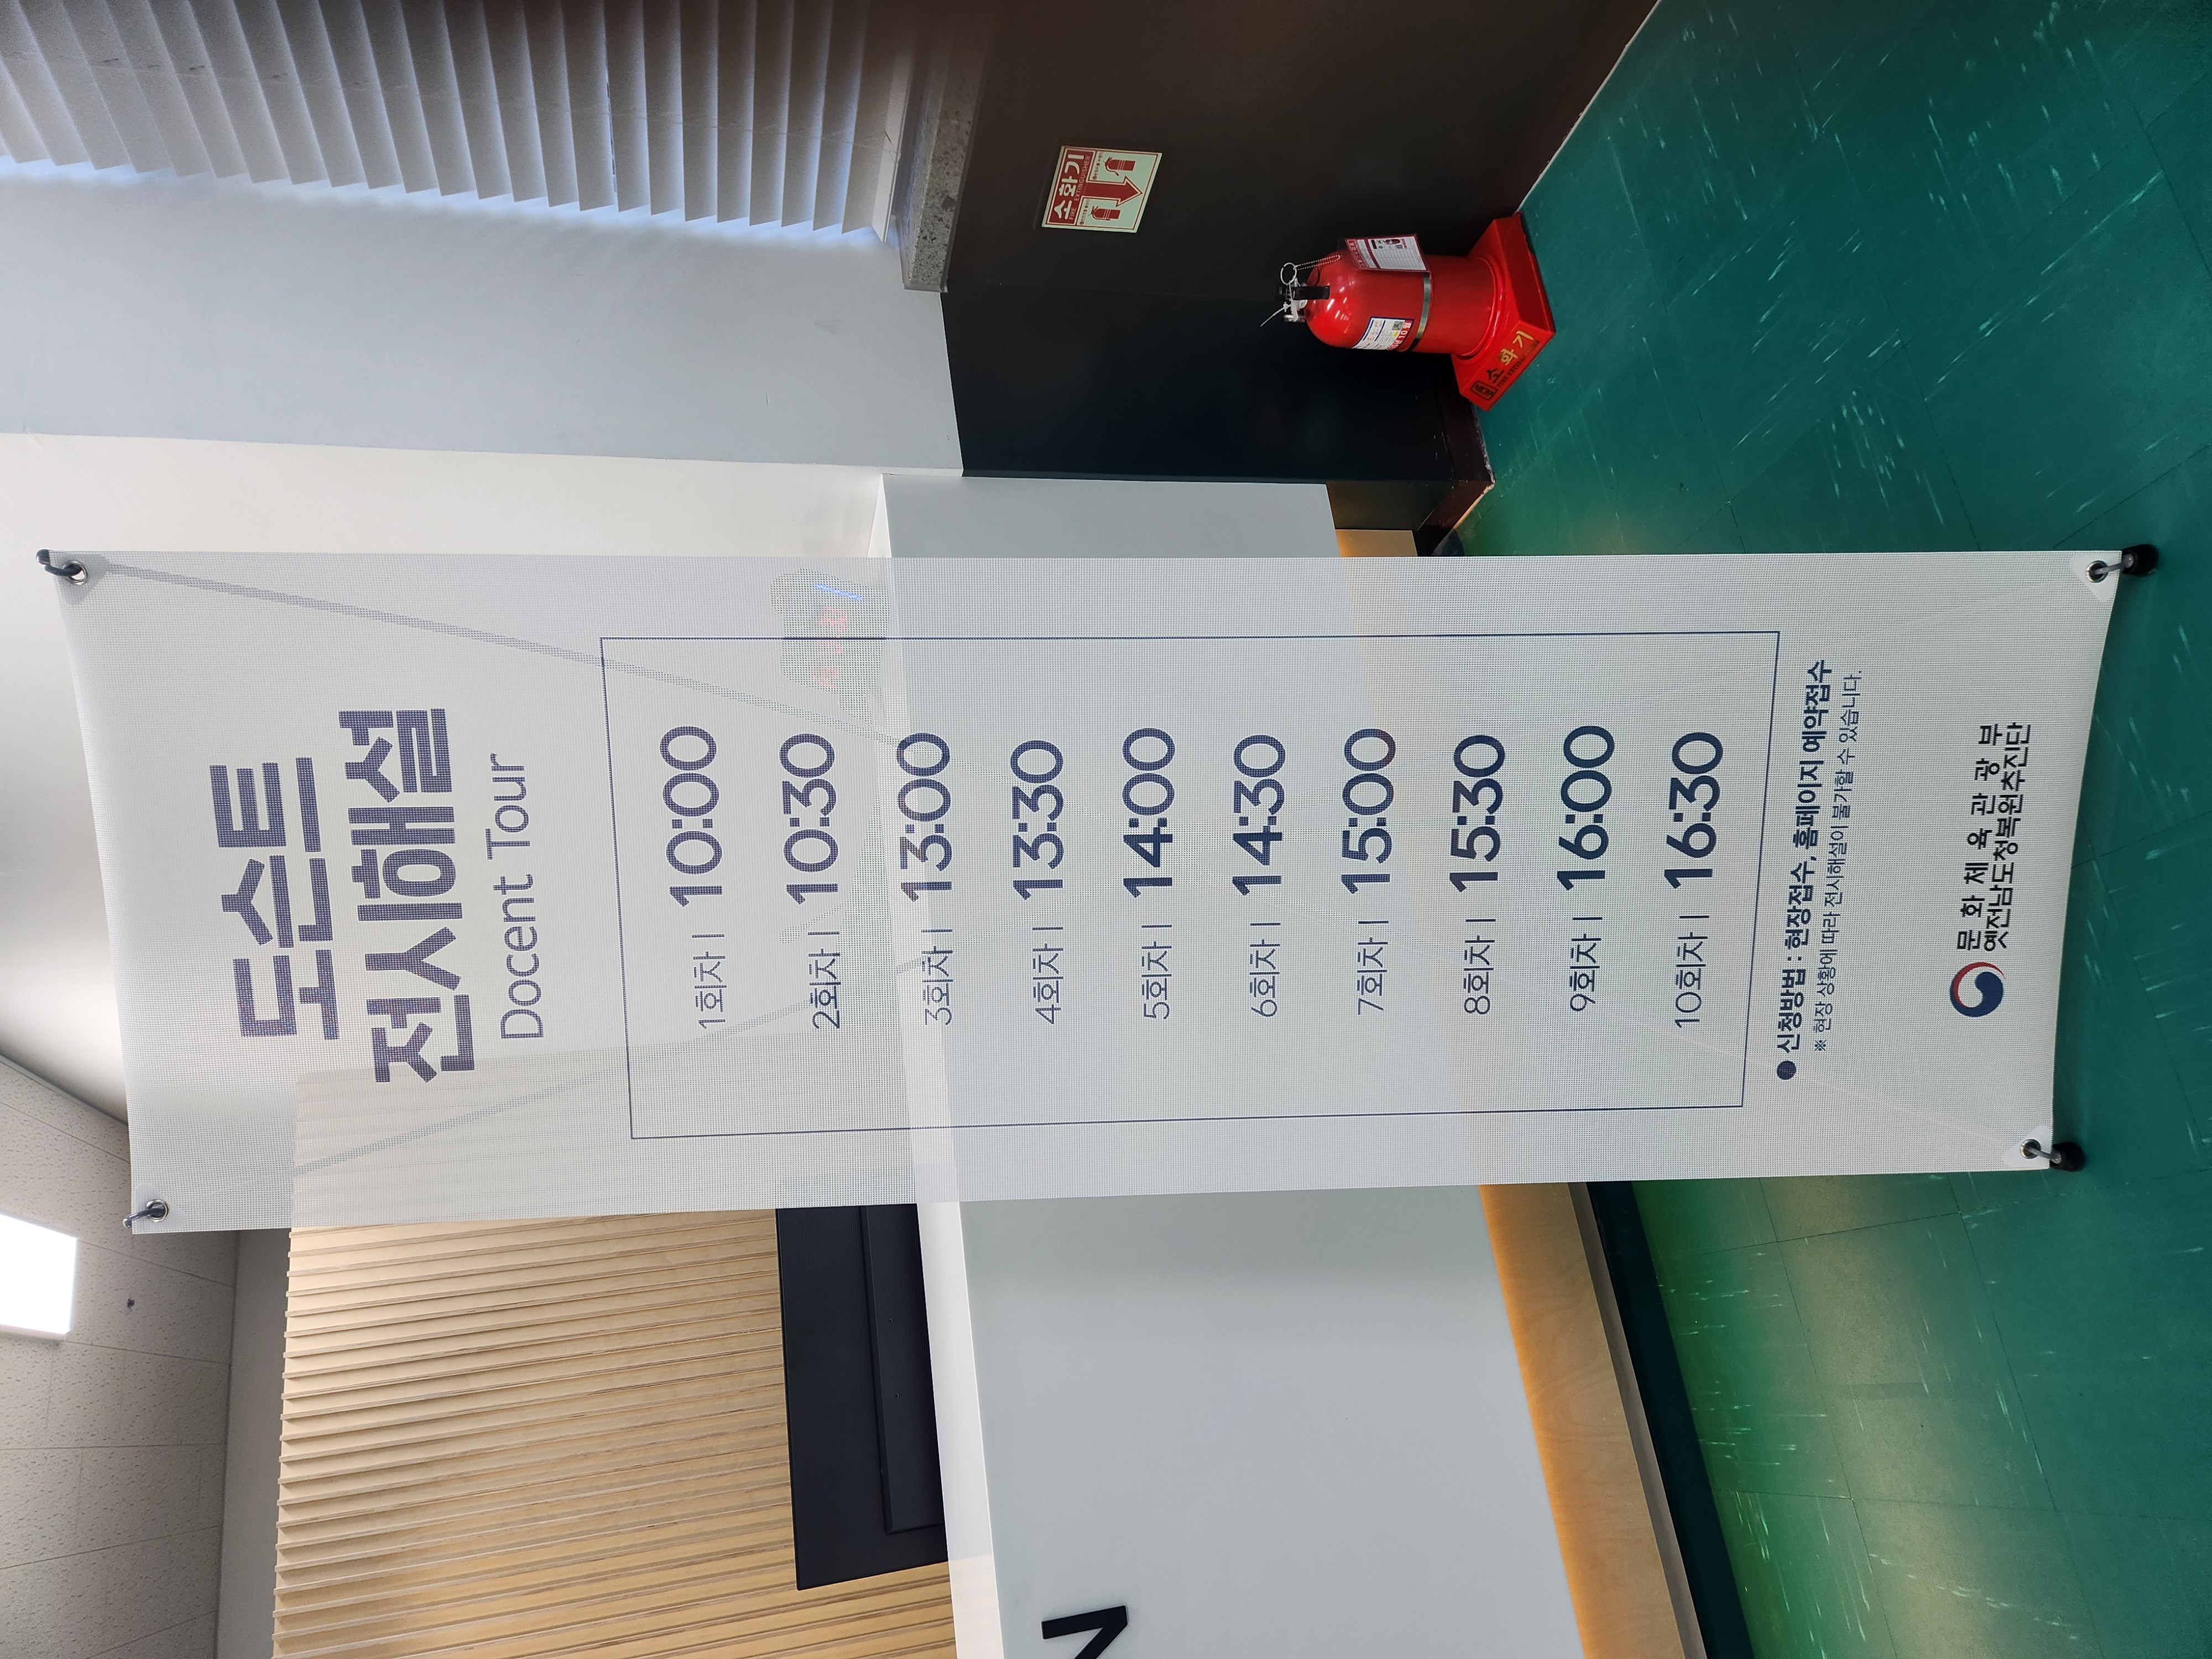 도슨트
전시해설
Docent Tour
1회차 | 10:00
2회차 | 10:30
3회차 | 13:00
4회차 | 13:30
5회차 | 14:00
6회차 | 14:30
7회차 | 15:00
8회차 | 15:30
9회차 | 16:00
10회차 | 16:30
● 신청방법 : 현장접수, 홈페이지 예약접수
※ 현장 상황에 따라 전시해설이 불가할 수 있습니다.
문화체육관광부
옛전남도청복원추진단
소화기
FIRE EXTINGUISHER
소화기
N